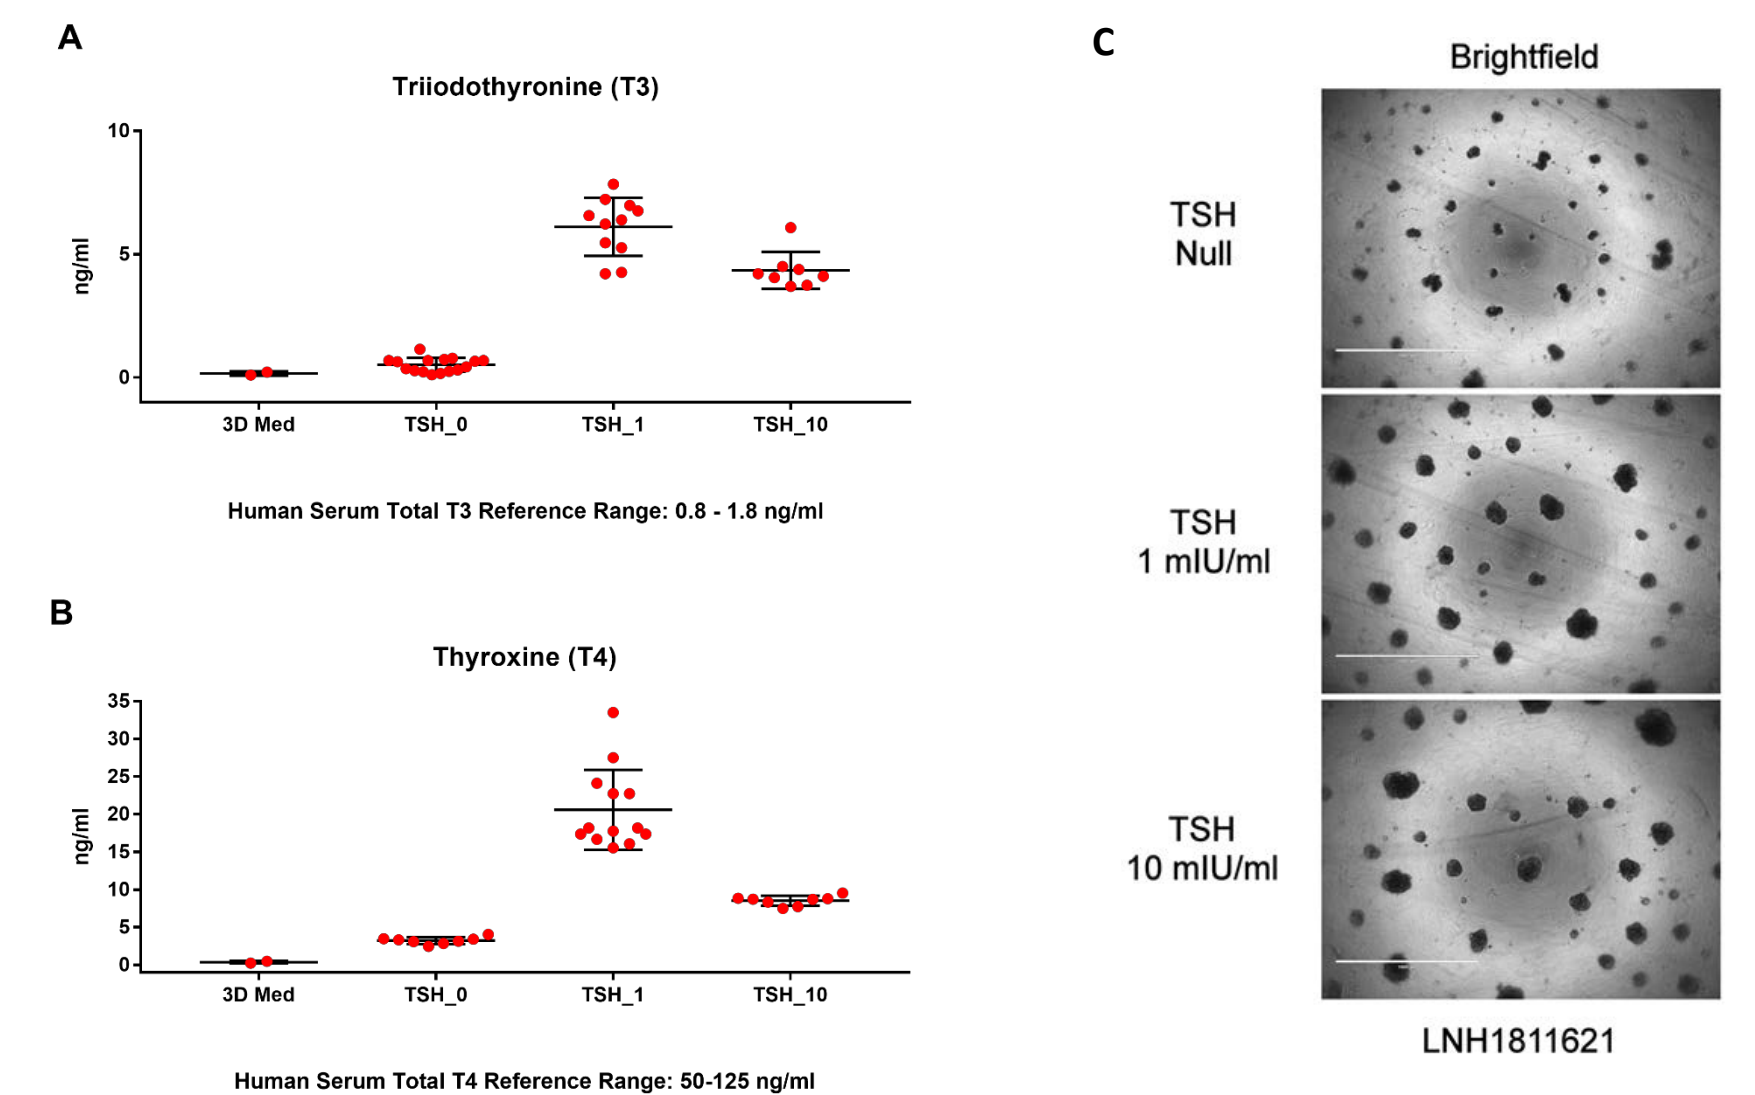 A
Triiodothyronine (T3)
10
5
0
ng/ml
3D Med
TSH_0
TSH_1
TSH_10
Human Serum Total T3 Reference Range: 0.8 - 1.8 ng/ml
B
Thyroxine (T4)
35
30
25
20
15
10
5
0
ng/ml
3D Med
TSH_0
TSH_1
TSH_10
Human Serum Total T4 Reference Range: 50-125 ng/ml
C
Brightfield
TSH
Null
TSH
1 mIU/ml
TSH
10 mIU/ml
LNH1811621